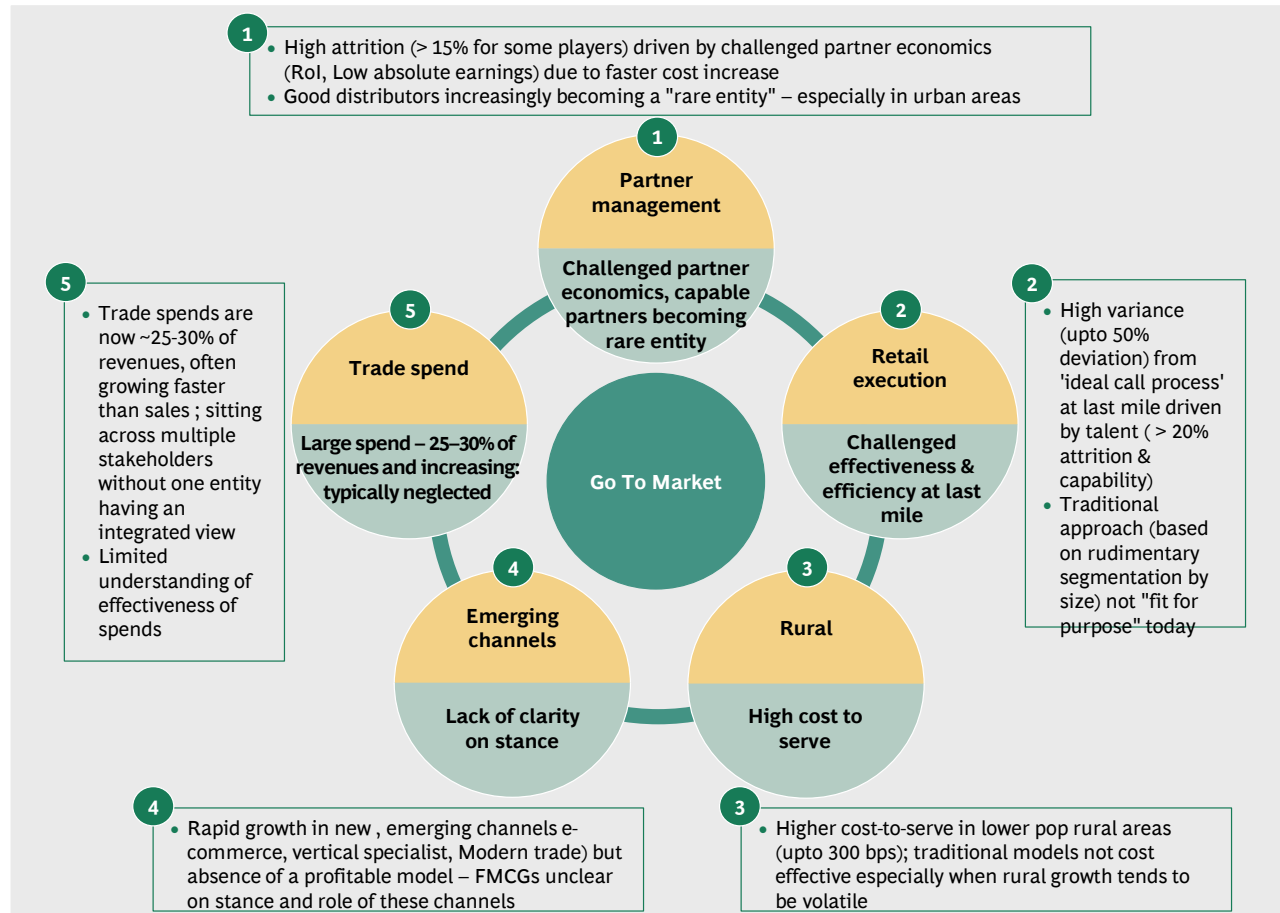 1
• High attrition (> 15% for some players) driven by challenged partner economics
(RoI, Low absolute earnings) due to faster cost increase
• Good distributors increasingly becoming a "rare entity" – especially in urban areas
1
Partner
management
Challenged partner
economics, capable
partners becoming
rare entity
5
• Trade spends are
now ~25-30% of
revenues, often
growing faster
than sales ; sitting
across multiple
stakeholders
without one entity
having an
integrated view
• Limited
understanding of
effectiveness of
spends
5
Trade spend
Large spend – 25–30% of
revenues and increasing:
typically neglected
Go To Market
2
Retail
execution
Challenged
effectiveness &
efficiency at last
mile
2
• High variance
(upto 50%
deviation) from
'ideal call process'
at last mile driven
by talent ( > 20%
attrition &
capability)
• Traditional
approach (based
on rudimentary
segmentation by
size) not "fit for
purpose" today
4
Emerging
channels
Lack of clarity
on stance
3
Rural
High cost to
serve
4
• Rapid growth in new , emerging channels e-
commerce, vertical specialist, Modern trade) but
absence of a profitable model – FMCGs unclear
on stance and role of these channels
3
• Higher cost-to-serve in lower pop rural areas
(upto 300 bps); traditional models not cost
effective especially when rural growth tends to
be volatile